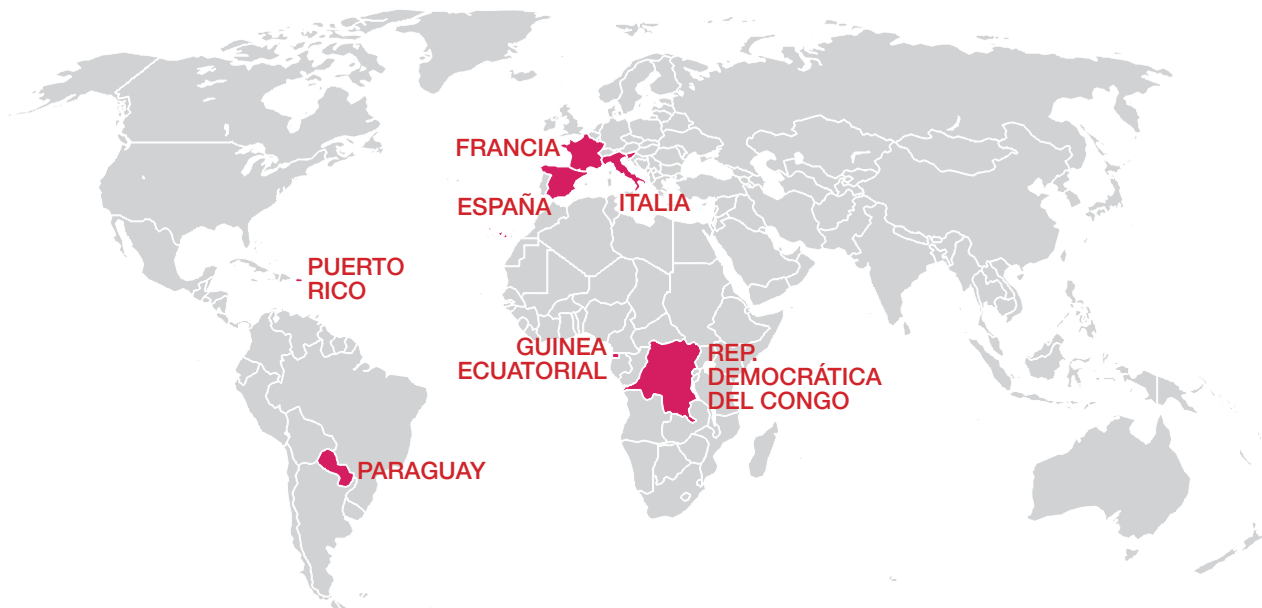 FRANCIA
ESPAÑA
ITALIA
PUERTO
RICO
GUINEA
ECUATORIAL
REP.
DEMOCRÁTICA
DEL CONGO
PARAGUAY